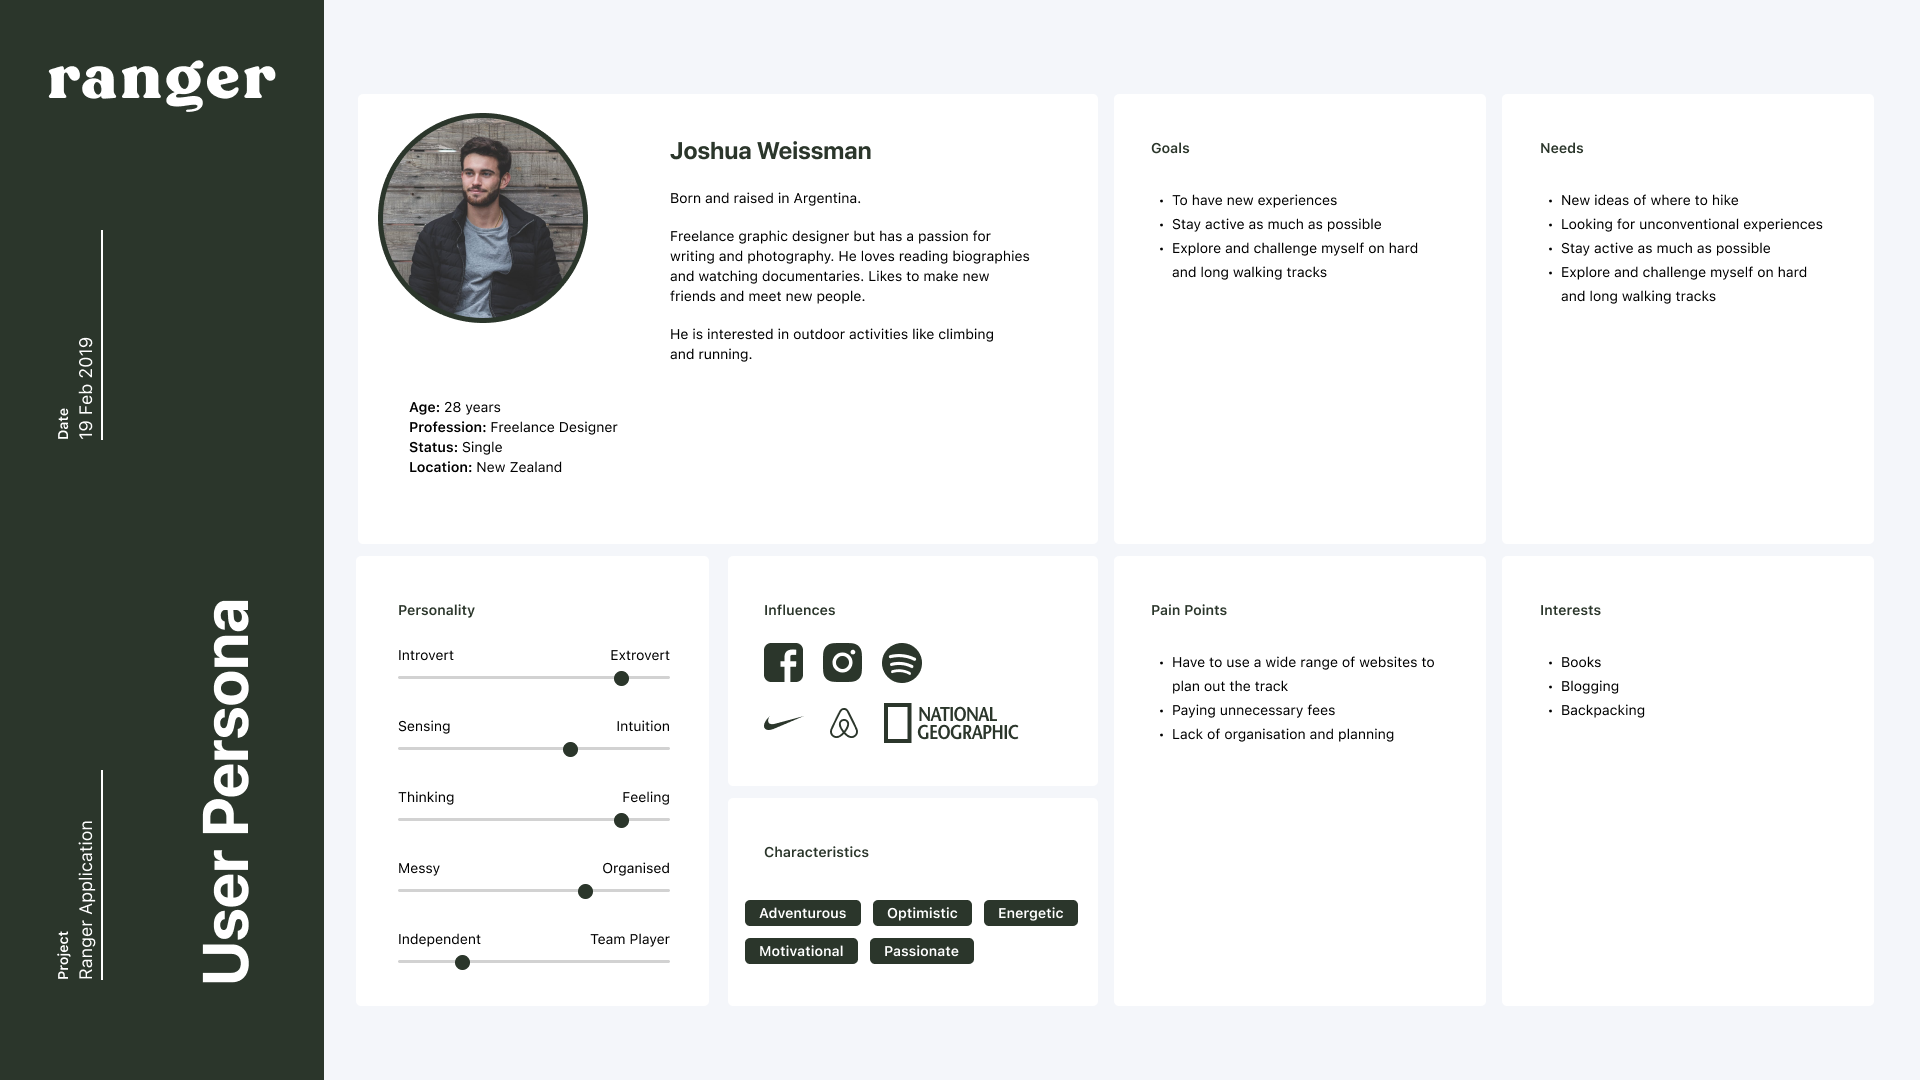 ranger
Date
19 Feb 2019
Project
Ranger Application
User Persona
Joshua Weissman
Born and raised in Argentina.
Freelance graphic designer but has a passion for
writing and photography. He loves reading biographies
and watching documentaries. Likes to make new
friends and meet new people.
He is interested in outdoor activities like climbing
and running.
Age: 28 years
Profession: Freelance Designer
Status: Single
Location: New Zealand
Goals
• To have new experiences
• Stay active as much as possible
• Explore and challenge myself on hard
and long walking tracks
Needs
• New ideas of where to hike
• Looking for unconventional experiences
• Stay active as much as possible
• Explore and challenge myself on hard
and long walking tracks
Personality
Introvert Extrovert
Sensing Intuition
Thinking Feeling
Messy Organised
Independent Team Player
Influences
NATIONAL
GEOGRAPHIC
Characteristics
Adventurous Optimistic Energetic
Motivational Passionate
Pain Points
• Have to use a wide range of websites to
plan out the track
• Paying unnecessary fees
• Lack of organisation and planning
Interests
• Books
• Blogging
• Backpacking